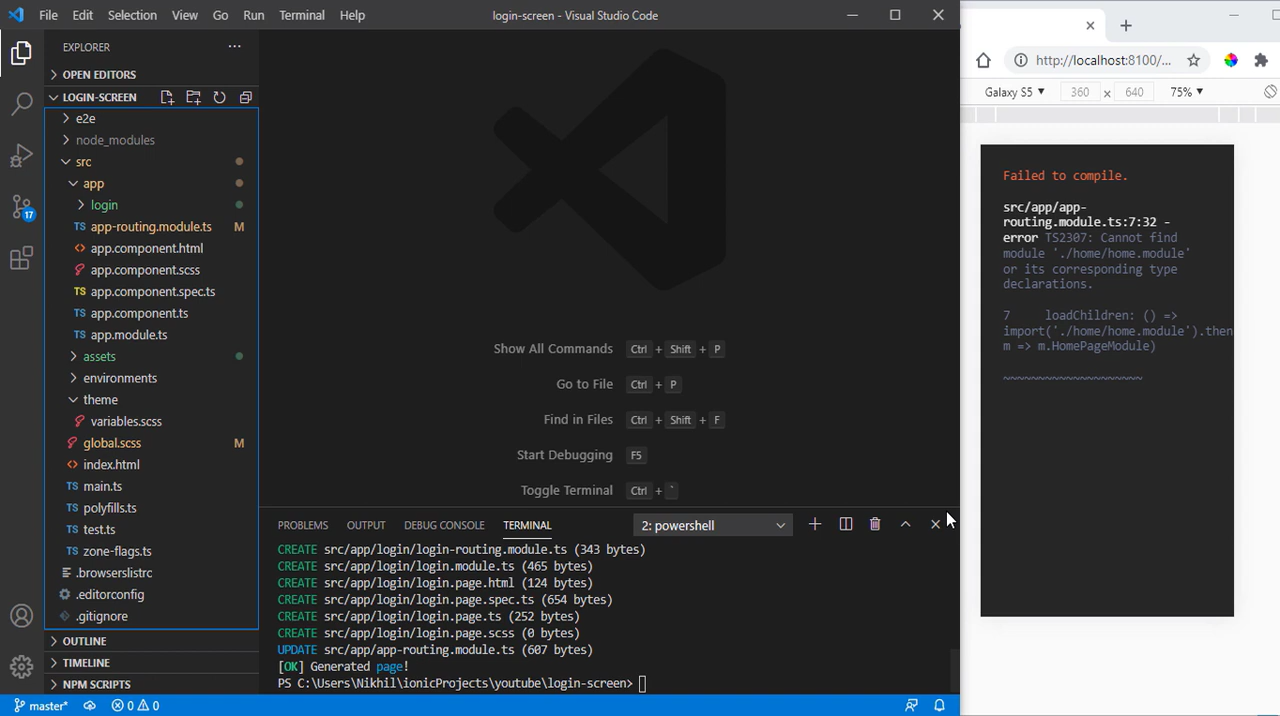 File Edit Selection View Go Run Terminal Help
login-screen - Visual Studio Code
EXPLORER
OPEN EDITORS
LOGIN-SCREEN
e2e
node_modules
src
app
login
TS app-routing.module.ts M
<> app.component.html
app.component.scss
TS app.component.spec.ts
TS app.component.ts
TS app.module.ts
assets
environments
theme
variables.scss
global.scss M
<> index.html
TS main.ts
TS polyfills.ts
TS test.ts
TS zone-flags.ts
.browserslistrc
.editorconfig
.gitignore
OUTLINE
TIMELINE
NPM SCRIPTS
17
Show All Commands Ctrl + Shift + P
Go to File Ctrl + P
Find in Files Ctrl + Shift + F
Start Debugging F5
Toggle Terminal Ctrl + `
PROBLEMS OUTPUT DEBUG CONSOLE TERMINAL 2: powershell
CREATE src/app/login/login-routing.module.ts (343 bytes)
CREATE src/app/login/login.module.ts (465 bytes)
CREATE src/app/login/login.page.html (124 bytes)
CREATE src/app/login/login.page.spec.ts (654 bytes)
CREATE src/app/login/login.page.ts (252 bytes)
CREATE src/app/login/login.page.scss (0 bytes)
UPDATE src/app/app-routing.module.ts (607 bytes)
[OK] Generated page!
PS C:\Users\Nikhil\ionicProjects\youtube\login-screen>
master* 0 0
http://localhost:8100/...
Galaxy S5 360 x 640 75%
Failed to compile.
src/app/app-
routing.module.ts:7:32 -
error TS2307: Cannot find
module './home/home.module'
or its corresponding type
declarations.
7 loadChildren: () =>
import('./home/home.module').then
m => m.HomePageModule)
~~~~~~~~~~~~~~~~~~~~